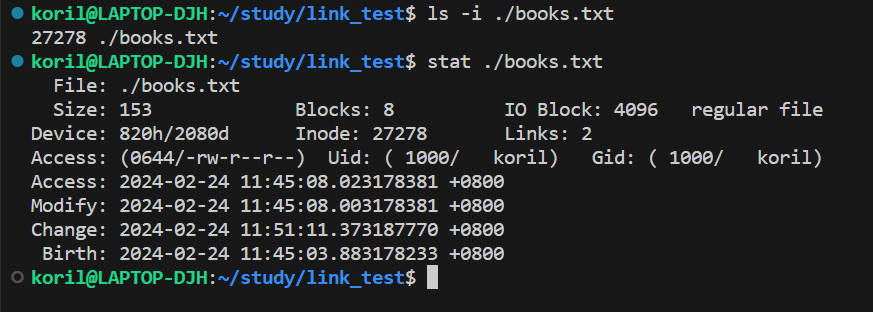 koril@LAPTOP-DJH:~/study/link_test$ ls -i ./books.txt
27278 ./books.txt
koril@LAPTOP-DJH:~/study/link_test$ stat ./books.txt
  File: ./books.txt
  Size: 153             Blocks: 8          IO Block: 4096   regular file
Device: 820h/2080d      Inode: 27278       Links: 2
Access: (0644/-rw-r--r--)  Uid: ( 1000/   koril)   Gid: ( 1000/   koril)
Access: 2024-02-24 11:45:08.023178381 +0800
Modify: 2024-02-24 11:45:08.003178381 +0800
Change: 2024-02-24 11:51:11.373187770 +0800
 Birth: 2024-02-24 11:45:03.883178233 +0800
koril@LAPTOP-DJH:~/study/link_test$